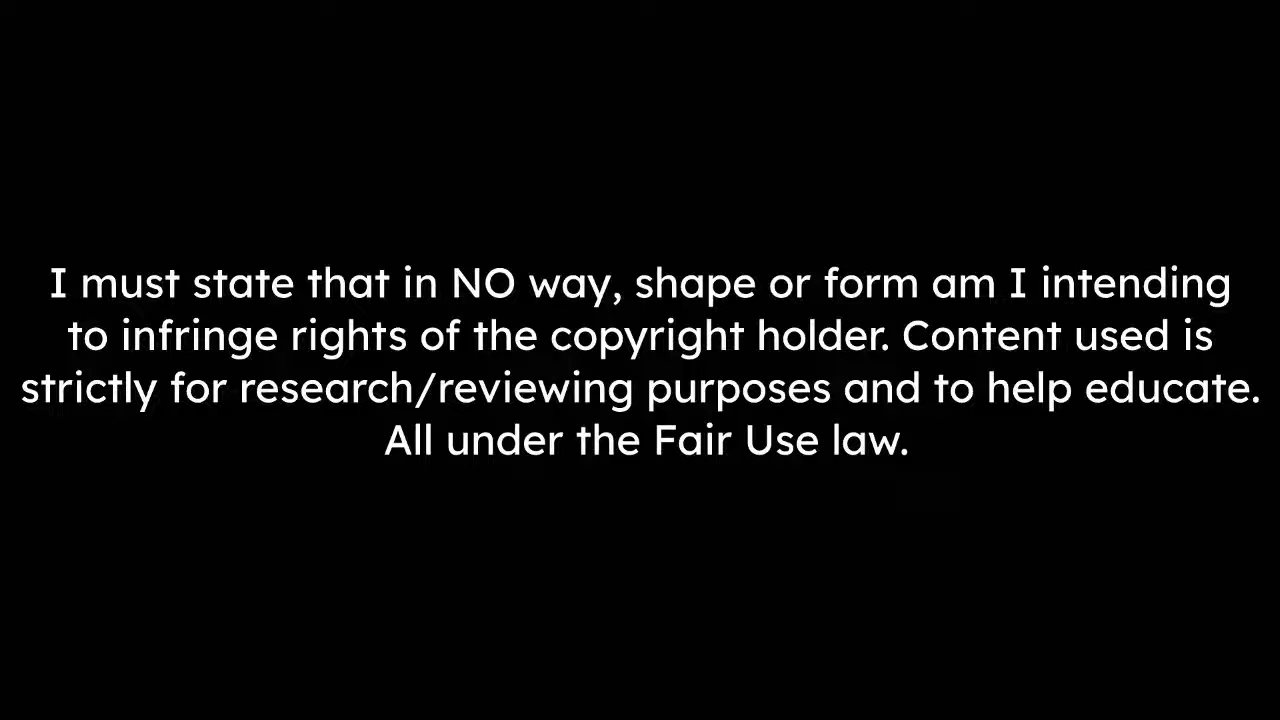 I must state that in NO way, shape or form am I intending
to infringe rights of the copyright holder. Content used is
strictly for research/reviewing purposes and to help educate.
All under the Fair Use law.